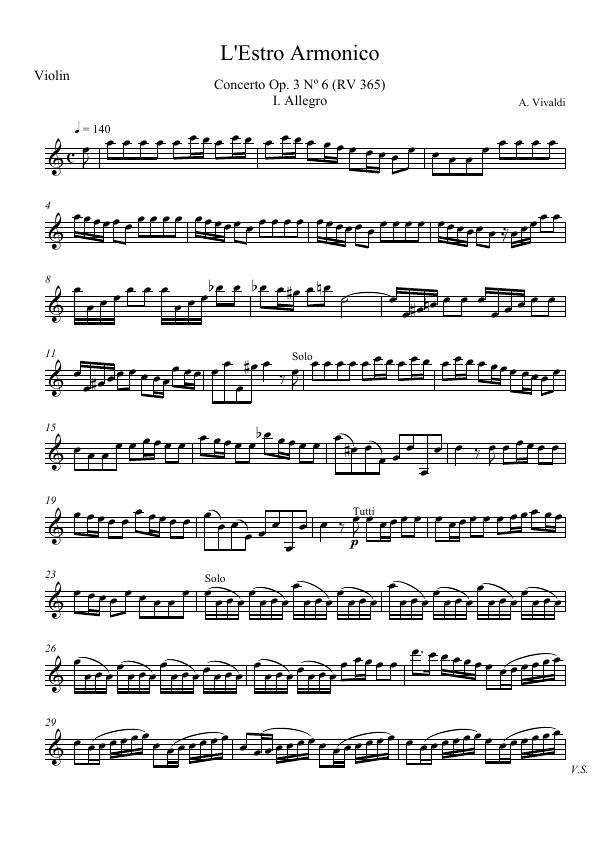 L'Estro Armonico
Violin
Concerto Op. 3 Nº 6 (RV 365)
I. Allegro
A. Vivaldi
♩ = 140
4
8
11
Solo
15
19
Tutti
p
23
Solo
26
29
V.S.